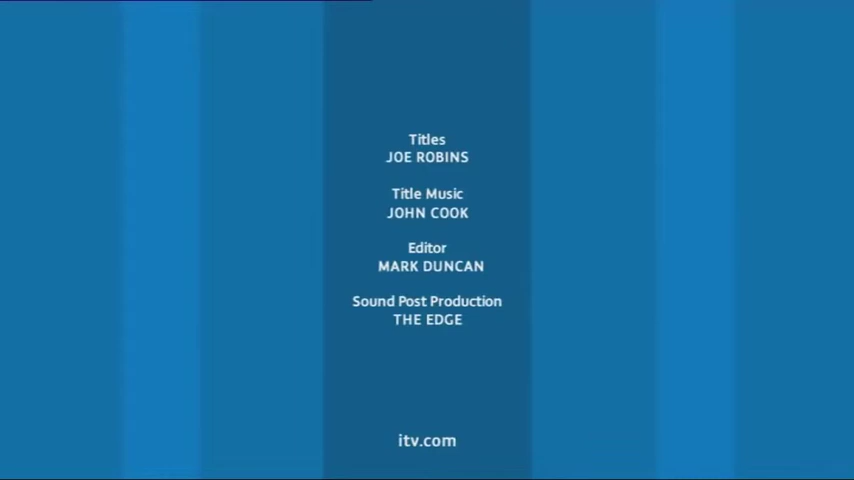 Titles
JOE ROBINS
Title Music
JOHN COOK
Editor
MARK DUNCAN
Sound Post Production
THE EDGE
itv.com